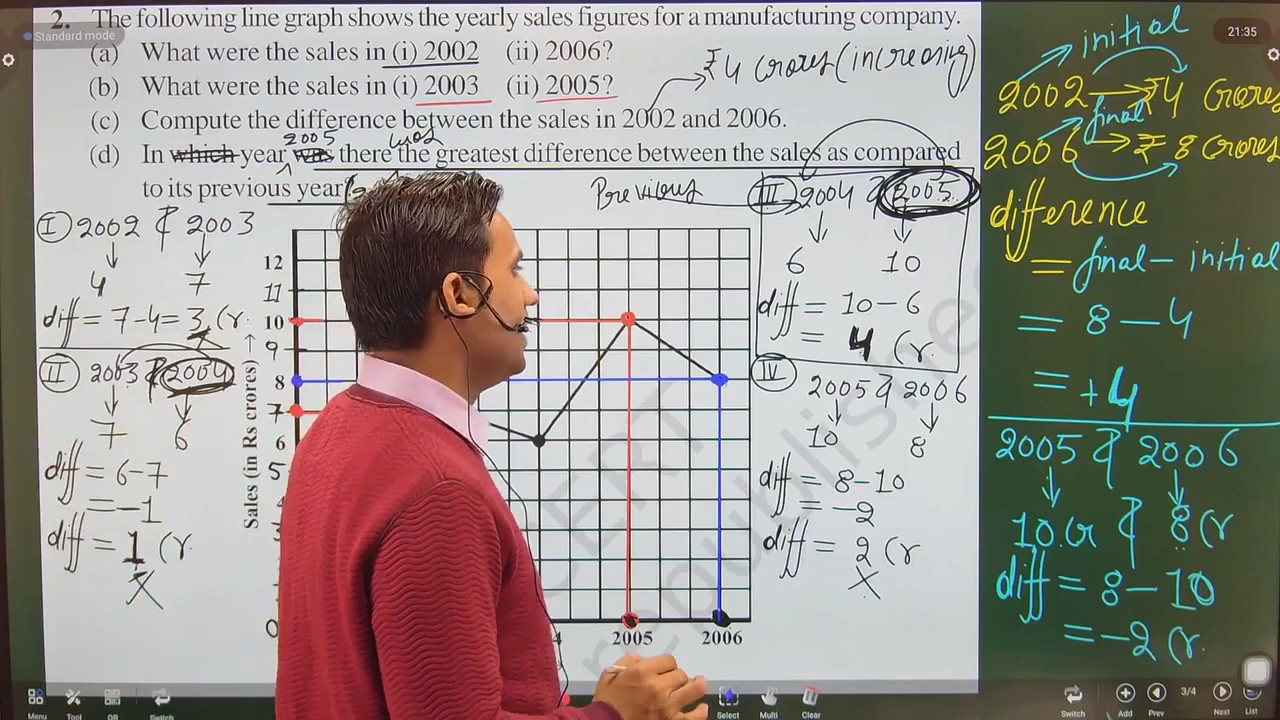 2. The following line graph shows the yearly sales figures for a manufacturing company.
Standard mode
21:35
(a) What were the sales in (i) 2002 (ii) 2006?
₹4 crores (increasing)
(b) What were the sales in (i) 2003 (ii) 2005?
(c) Compute the difference between the sales in 2002 and 2006.
2005 was
(d) In which year was there the greatest difference between the sales as compared
to its previous year
Previous
I 2002 & 2003
4 7
diff = 7-4= 3 Cr.
II 2003 & 2004
7 6
diff = 6-7
= -1
diff = 1 Cr
X
Sales (in Rs crores) →
12
11
10
9
8
7
6
5
4
3
0
4 2005 2006
III 2004 & 2005
6 10
diff = 10-6
= 4 Cr
IV
2005 & 2006
10 8
diff = 8-10
= -2
diff = 2 Cr
X
initial
2002 → ₹4 Crores
final
2006 → ₹ 8 Crores
difference
= final - initial
= 8 - 4
= +4
2005 & 2006
10 Cr & 8 Cr
diff = 8 - 10
= -2 Cr.
NCERT
republished
Menu Tool QR Switch Select Multi Clear Switch Add Prev 3/4 Next List